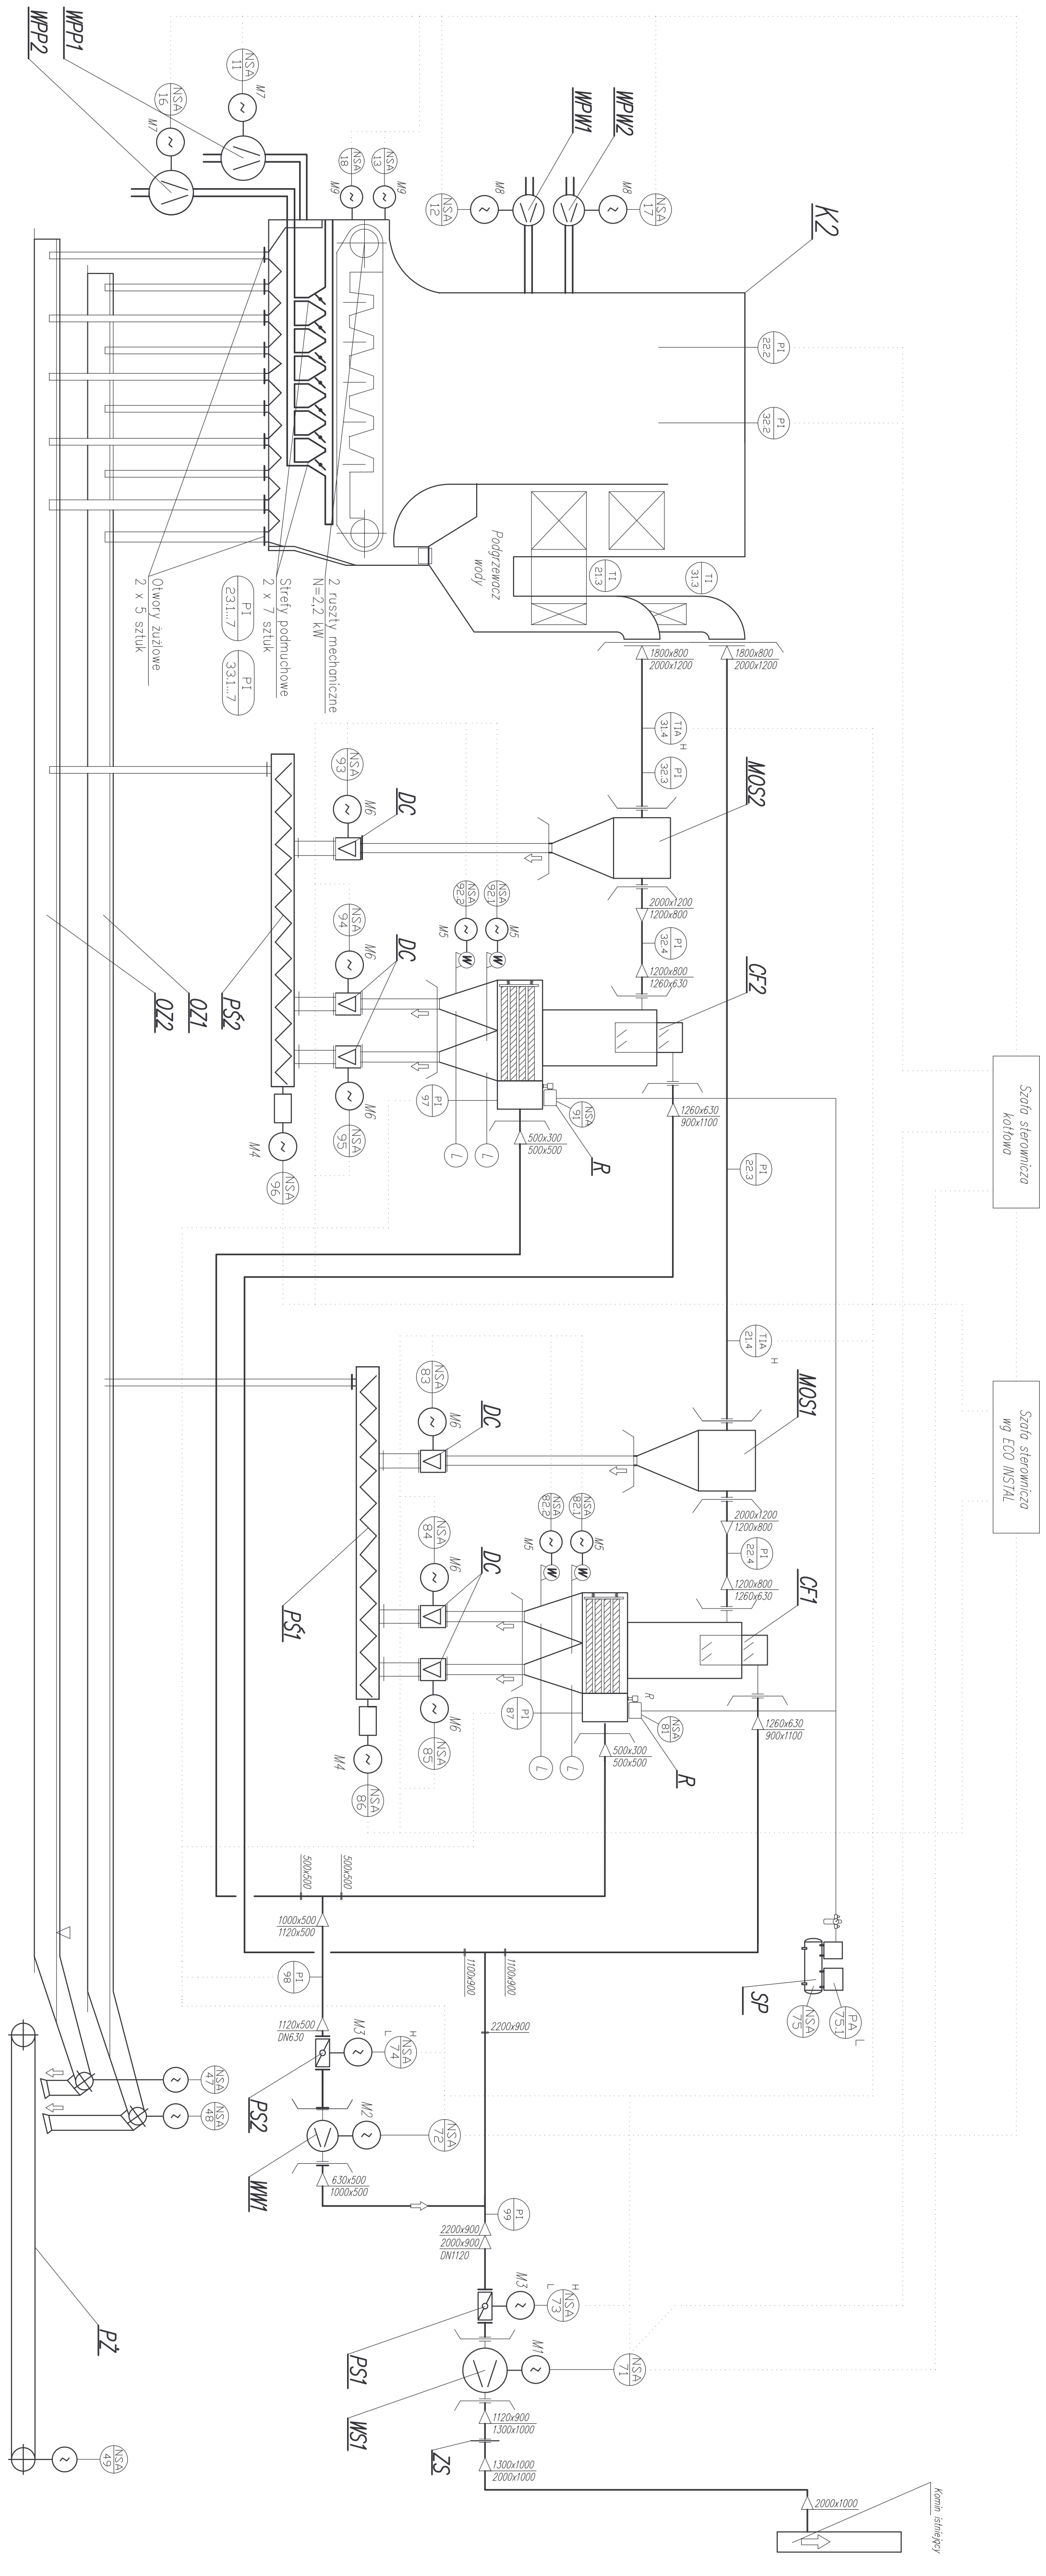 WPP2
WPP1
NSA
11
M7
NSA
16
M7
WPW1
WPW2
NSA
18
M9
NSA
13
M9
NSA
12
M8
M8
NSA
17
K2
PI
22.2
PI
32.2
Podgrzewacz
wody
TI
21.3
TI
31.3
2 ruszty mechaniczne
N=2,2 kW
Strefy podmuchowe
2 x 7 sztuk
Otwory żużlowe
2 x 5 sztuk
PI
23.1...7
PI
33.1...7
1800x800
2000x1200
1800x800
2000x1200
TIA
31.4
H
PI
32.3
MOS2
NSA
93
M6
DC
2000x1200
1200x800
PI
32.4
1200x800
1260x630
CF2
NSA
92.2
M5
W
NSA
92.1
M5
W
NSA
94
M6
DC
M6
NSA
95
PŚ2
OZ1
OZ2
M4
NSA
96
PI
97
NSA
91
R
L
L
500x300
500x500
1260x630
900x1100
PI
22.3
Szafa sterownicza
kotłowa
TIA
21.4
H
Szafa sterownicza
wg ECO INSTAL
MOS1
NSA
83
M6
DC
2000x1200
1200x800
PI
22.4
1200x800
1260x630
CF1
NSA
82.2
M5
W
NSA
82.1
M5
W
NSA
84
M6
DC
M6
NSA
85
PŚ1
M4
NSA
86
PI
87
R
NSA
81
R
L
L
500x300
500x500
1260x630
900x1100
500x500
500x500
1000x500
1120x500
1100x900
1100x900
2200x900
PI
98
SP
NSA
75
PA
75.1
L
1120x500
DN630
M3
H
L
NSA
74
PS2
M2
NSA
72
WW1
630x500
1000x500
NSA
47
NSA
48
PI
99
2200x900
2000x900
DN1120
M3
H
L
NSA
73
PS1
M1
NSA
71
WS1
PŻ
1120x900
1300x1000
ZS
1300x1000
2000x1000
NSA
49
2000x1000
Komin istniejący